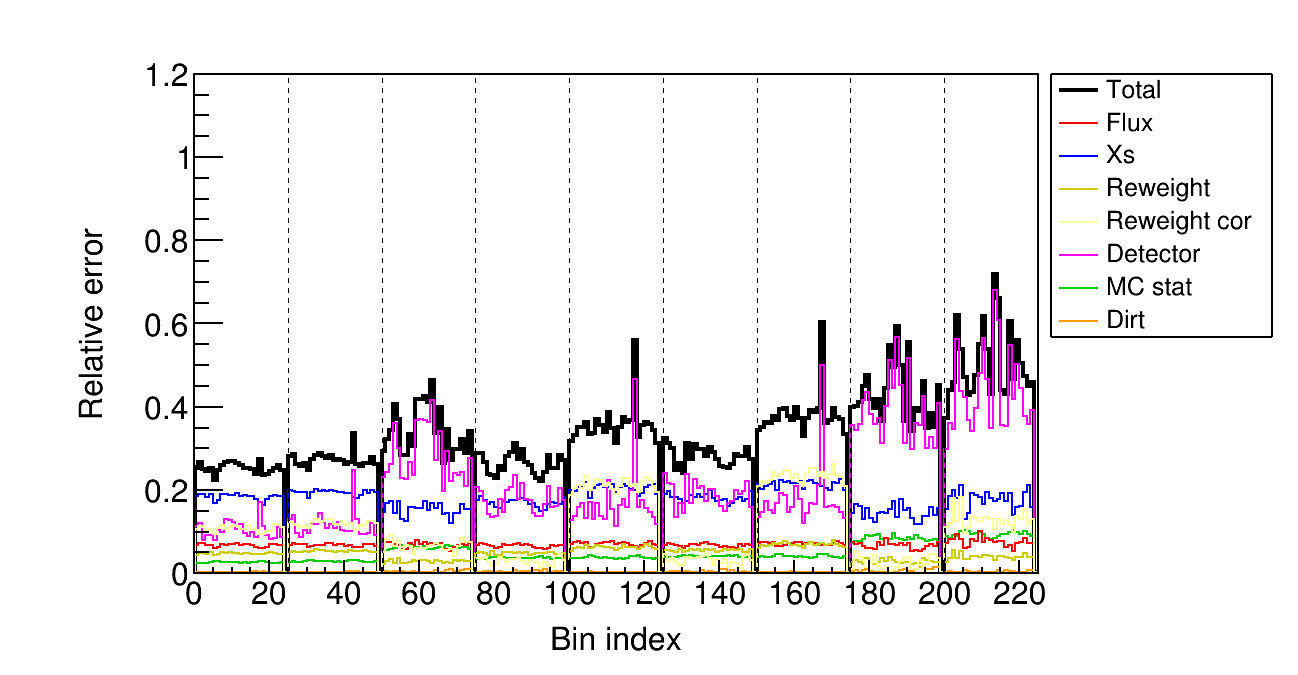 1.2
1
0.8
0.6
0.4
0.2
0
0 20 40 60 80 100 120 140 160 180 200 220
Relative error
Bin index
Total
Flux
Xs
Reweight
Reweight cor
Detector
MC stat
Dirt